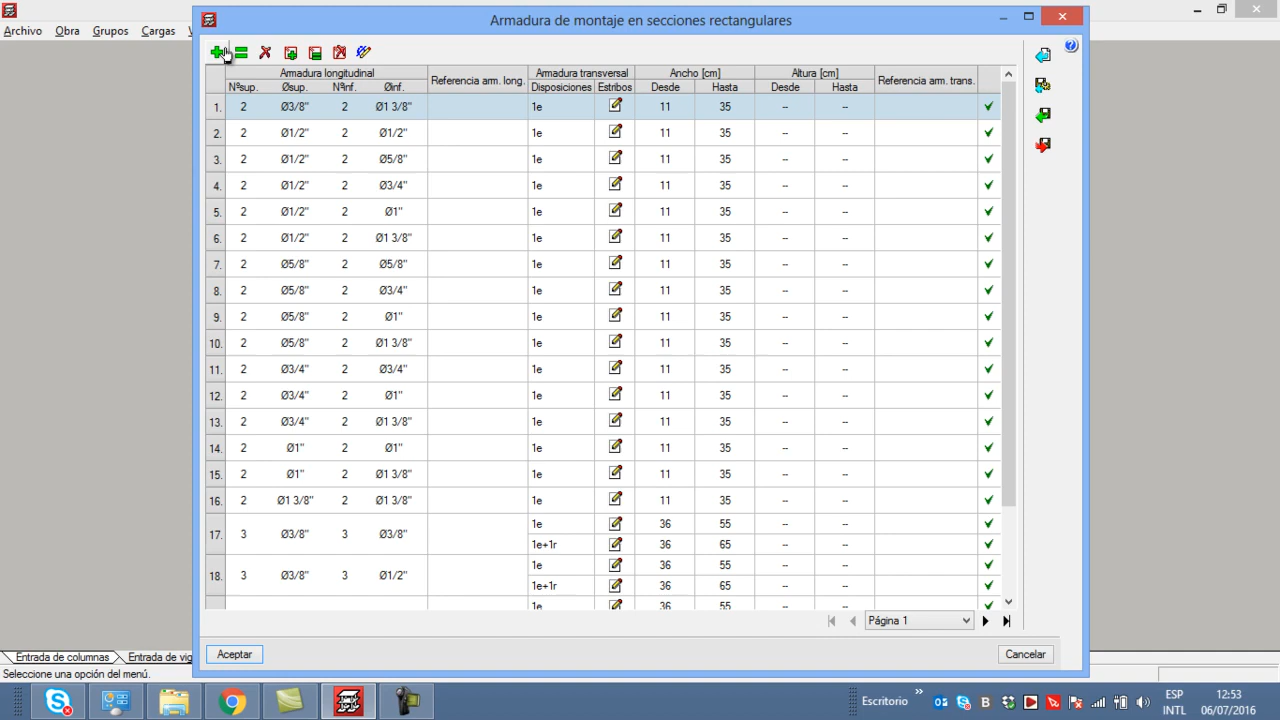 Armadura de montaje en secciones rectangulares
Archivo Obra Grupos Cargas
Armadura longitudinal Referencia arm. long. Armadura transversal Ancho [cm] Altura [cm] Referencia arm. trans.
Nºsup. Øsup. Nºinf. Øinf. Disposiciones Estribos Desde Hasta Desde Hasta
1. 2 Ø3/8" 2 Ø1 3/8" 1e 11 35 -- --
2. 2 Ø1/2" 2 Ø1/2" 1e 11 35 -- --
3. 2 Ø1/2" 2 Ø5/8" 1e 11 35 -- --
4. 2 Ø1/2" 2 Ø3/4" 1e 11 35 -- --
5. 2 Ø1/2" 2 Ø1" 1e 11 35 -- --
6. 2 Ø1/2" 2 Ø1 3/8" 1e 11 35 -- --
7. 2 Ø5/8" 2 Ø5/8" 1e 11 35 -- --
8. 2 Ø5/8" 2 Ø3/4" 1e 11 35 -- --
9. 2 Ø5/8" 2 Ø1" 1e 11 35 -- --
10. 2 Ø5/8" 2 Ø1 3/8" 1e 11 35 -- --
11. 2 Ø3/4" 2 Ø3/4" 1e 11 35 -- --
12. 2 Ø3/4" 2 Ø1" 1e 11 35 -- --
13. 2 Ø3/4" 2 Ø1 3/8" 1e 11 35 -- --
14. 2 Ø1" 2 Ø1" 1e 11 35 -- --
15. 2 Ø1" 2 Ø1 3/8" 1e 11 35 -- --
16. 2 Ø1 3/8" 2 Ø1 3/8" 1e 11 35 -- --
17. 3 Ø3/8" 3 Ø3/8" 1e 36 55 -- --
1e+1r 36 65 -- --
18. 3 Ø3/8" 3 Ø1/2" 1e 36 55 -- --
1e+1r 36 65 -- --
1e 36 55 -- --
Página 1
Aceptar Cancelar
Entrada de columnas Entrada de vig
Seleccione una opción del menú.
Escritorio » ESP 12:53
INTL 06/07/2016